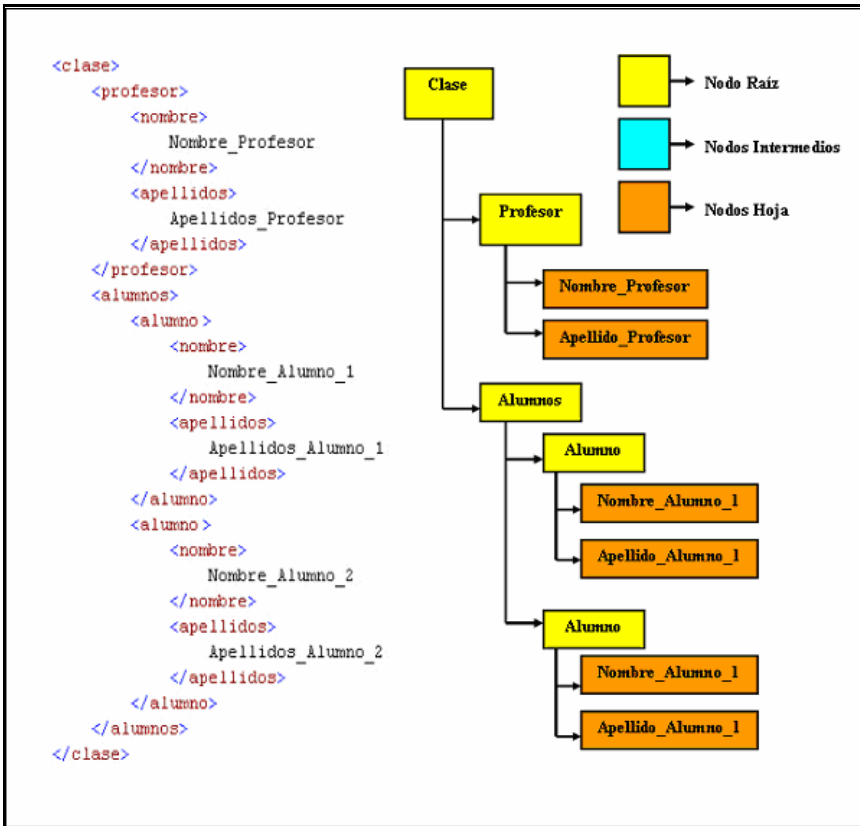 <clase>
<profesor>
<nombre>
Nombre_Profesor
</nombre>
<apellidos>
Apellidos_Profesor
</apellidos>
</profesor>
<alumnos>
<alumno>
<nombre>
Nombre_Alumno_1
</nombre>
<apellidos>
Apellidos_Alumno_1
</apellidos>
</alumno>
<alumno>
<nombre>
Nombre_Alumno_2
</nombre>
<apellidos>
Apellidos_Alumno_2
</apellidos>
</alumno>
</alumnos>
</clase>
Clase
Profesor
Nombre_Profesor
Apellido_Profesor
Alumnos
Alumno
Nombre_Alumno_1
Apellido_Alumno_1
Alumno
Nombre_Alumno_1
Apellido_Alumno_1
Nodo Raíz
Nodos Intermedios
Nodos Hoja